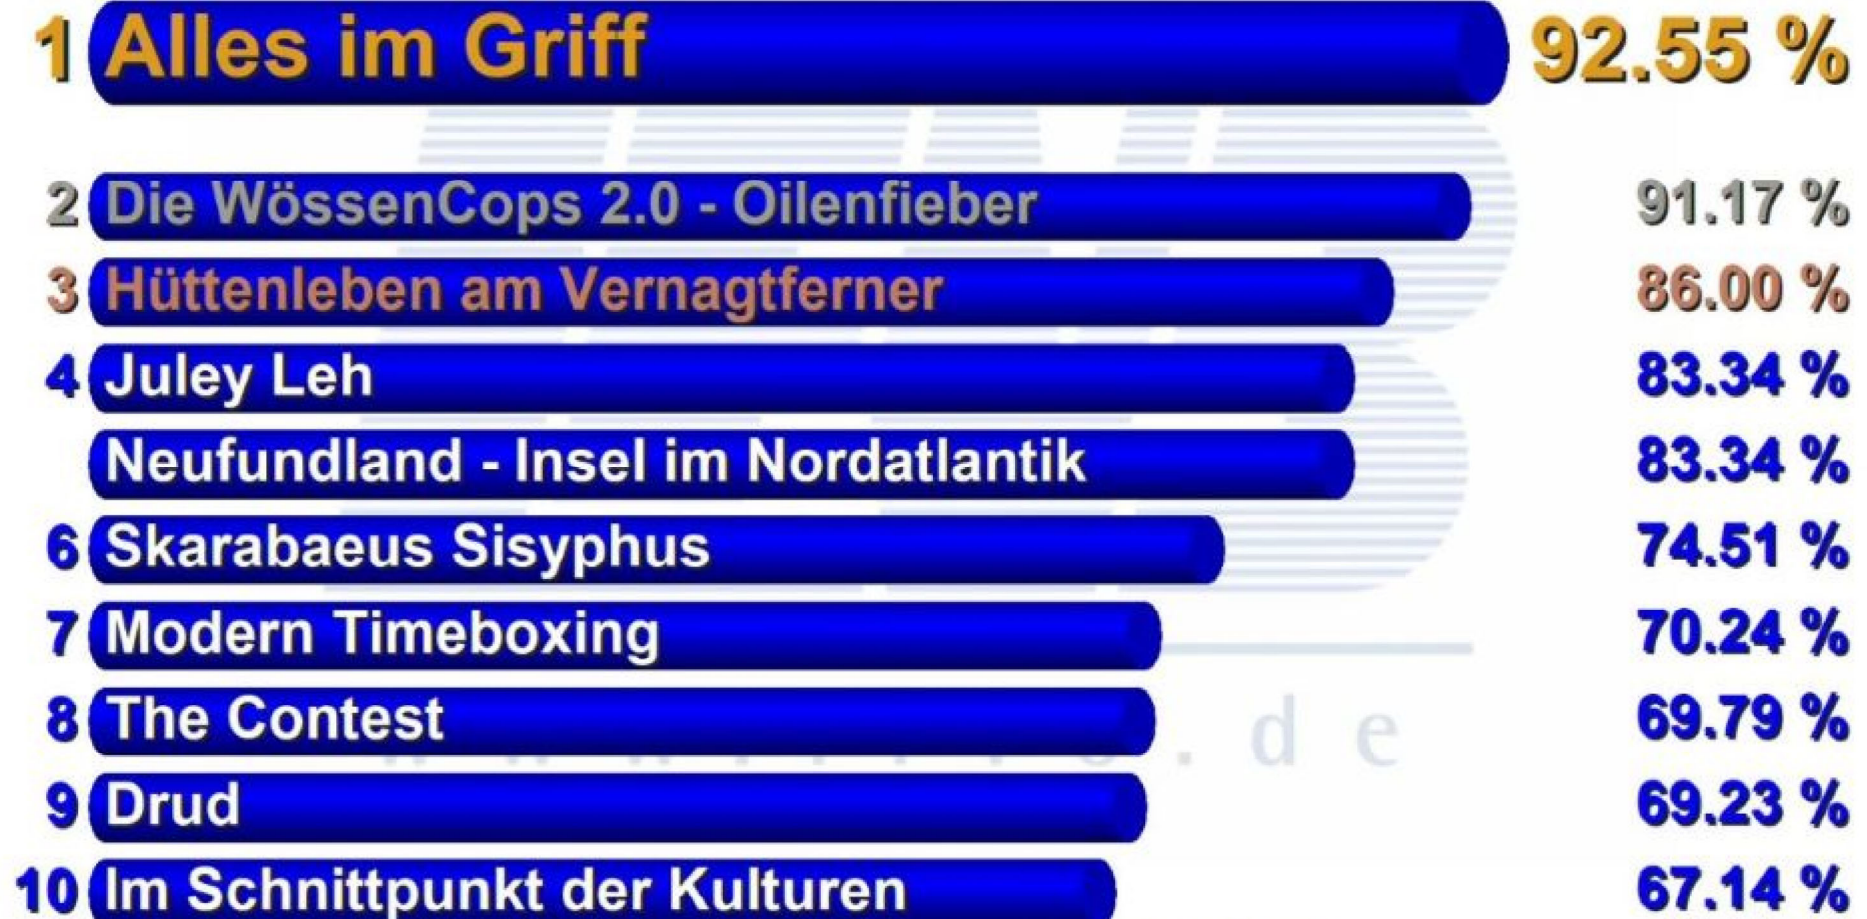 1 Alles im Griff 92.55 %
2 Die WössenCops 2.0 - Oilenfieber 91.17 %
3 Hüttenleben am Vernagtferner 86.00 %
4 Juley Leh 83.34 %
Neufundland - Insel im Nordatlantik 83.34 %
6 Skarabaeus Sisyphus 74.51 %
7 Modern Timeboxing 70.24 %
8 The Contest 69.79 %
.de
9 Drud 69.23 %
10 Im Schnittpunkt der Kulturen 67.14 %